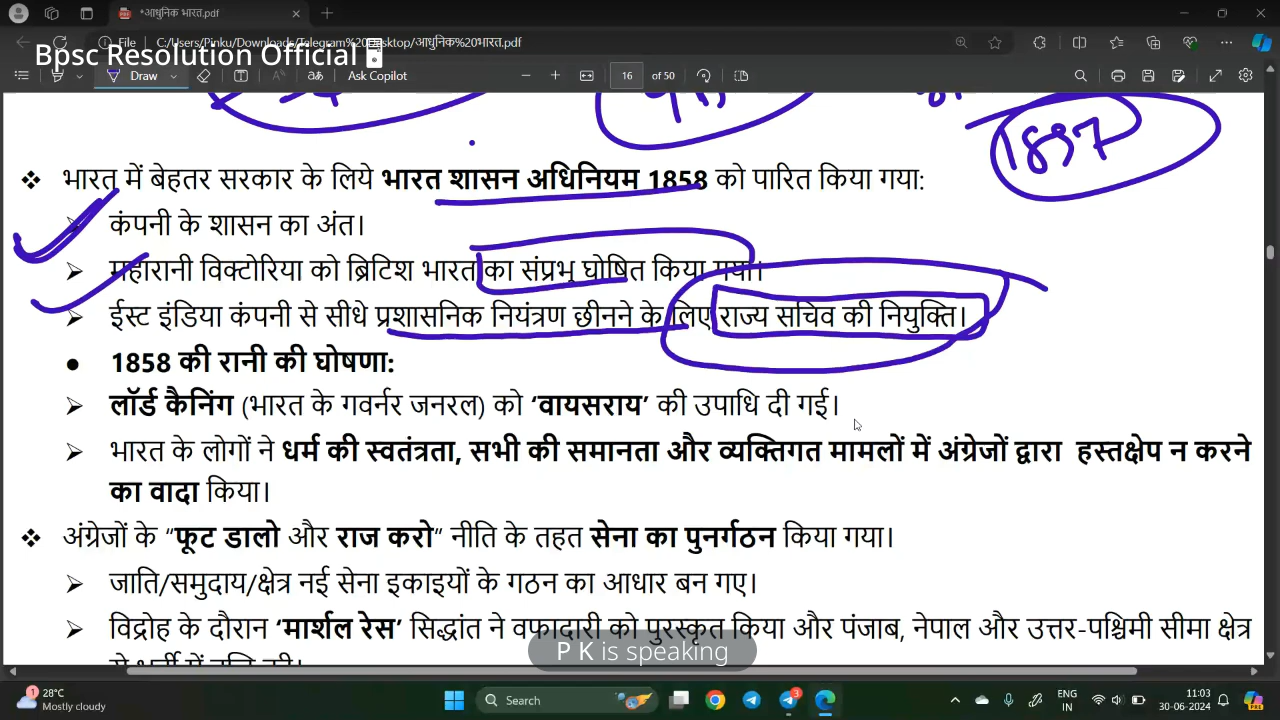 *आधुनिक भारत.pdf
File C:/Users/Pinku/Downloads/Telegram%20Desktop/आधुनिक%20भारत.pdf
Bpsc Resolution Official
Draw Ask Copilot 16 of 50
1857
❖ भारत में बेहतर सरकार के लिये भारत शासन अधिनियम 1858 को पारित किया गया:
➢ कंपनी के शासन का अंत।
➢ महारानी विक्टोरिया को ब्रिटिश भारत का संप्रभु घोषित किया गया।
➢ ईस्ट इंडिया कंपनी से सीधे प्रशासनिक नियंत्रण छीनने के लिए राज्य सचिव की नियुक्ति।
● 1858 की रानी की घोषणा:
➢ लॉर्ड कैनिंग (भारत के गवर्नर जनरल) को ‘वायसराय’ की उपाधि दी गई।
➢ भारत के लोगों ने धर्म की स्वतंत्रता, सभी की समानता और व्यक्तिगत मामलों में अंग्रेजों द्वारा हस्तक्षेप न करने
का वादा किया।
❖ अंग्रेजों के “फूट डालो और राज करो“ नीति के तहत सेना का पुनर्गठन किया गया।
➢ जाति/समुदाय/क्षेत्र नई सेना इकाइयों के गठन का आधार बन गए।
➢ विद्रोह के दौरान ‘मार्शल रेस’ सिद्धांत ने वफादारी को पुरस्कृत किया और पंजाब, नेपाल और उत्तर-पश्चिमी सीमा क्षेत्र
P K is speaking
28°C
Mostly cloudy
Search
ENG
IN
11:03
30-06-2024